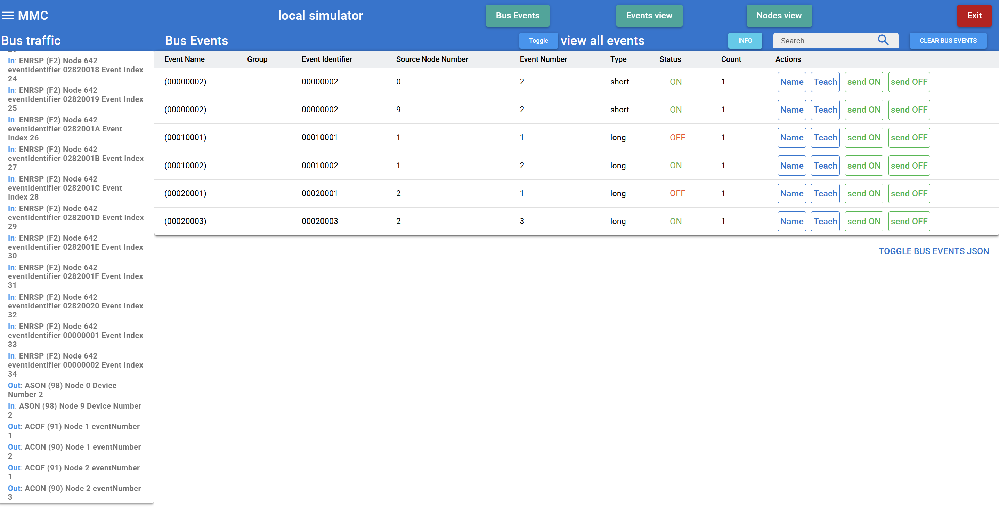 MMC
local simulator
Bus Events
Events view
Nodes view
Exit
Bus traffic
In: ENRSP (F2) Node 642
eventIdentifier 02820018 Event Index
24
In: ENRSP (F2) Node 642
eventIdentifier 02820019 Event Index
25
In: ENRSP (F2) Node 642
eventIdentifier 0282001A Event
Index 26
In: ENRSP (F2) Node 642
eventIdentifier 0282001B Event Index
27
In: ENRSP (F2) Node 642
eventIdentifier 0282001C Event
Index 28
In: ENRSP (F2) Node 642
eventIdentifier 0282001D Event Index
29
In: ENRSP (F2) Node 642
eventIdentifier 0282001E Event Index
30
In: ENRSP (F2) Node 642
eventIdentifier 0282001F Event Index
31
In: ENRSP (F2) Node 642
eventIdentifier 02820020 Event Index
32
In: ENRSP (F2) Node 642
eventIdentifier 00000001 Event Index
33
In: ENRSP (F2) Node 642
eventIdentifier 00000002 Event Index
34
Out: ASON (98) Node 0 Device
Number 2
In: ASON (98) Node 9 Device Number
2
Out: ACOF (91) Node 1 eventNumber
1
Out: ACON (90) Node 1 eventNumber
2
Out: ACOF (91) Node 2 eventNumber
1
Out: ACON (90) Node 2 eventNumber
3
Bus Events
Toggle view all events
INFO
Search
CLEAR BUS EVENTS
Event Name Group Event Identifier Source Node Number Event Number Type Status Count Actions
(00000002) 00000002 0 2 short ON 1 Name Teach send ON send OFF
(00000002) 00000002 9 2 short ON 1 Name Teach send ON send OFF
(00010001) 00010001 1 1 long OFF 1 Name Teach send ON send OFF
(00010002) 00010002 1 2 long ON 1 Name Teach send ON send OFF
(00020001) 00020001 2 1 long OFF 1 Name Teach send ON send OFF
(00020003) 00020003 2 3 long ON 1 Name Teach send ON send OFF
TOGGLE BUS EVENTS JSON